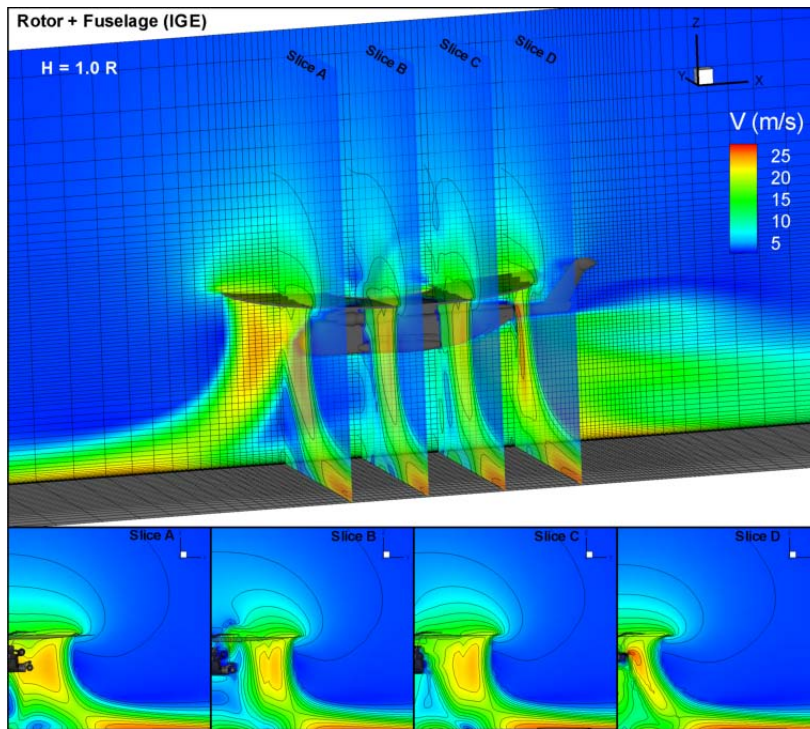 Rotor + Fuselage (IGE)
H = 1.0 R
Slice A
Slice B
Slice C
Slice D
Z
Y
X
V (m/s)
25
20
15
10
5
Slice A
Slice B
Slice C
Slice D